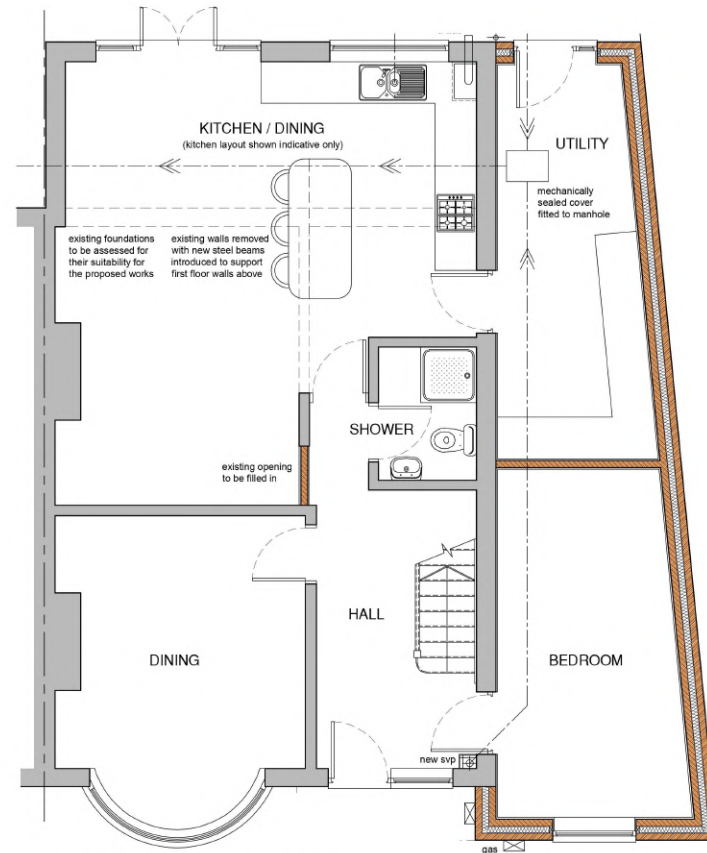 KITCHEN / DINING
(kitchen layout shown indicative only)
UTILITY
mechanically
sealed cover
fitted to manhole
existing foundations
to be assessed for
their suitability for
the proposed works
existing walls removed
with new steel beams
introduced to support
first floor walls above
SHOWER
existing opening
to be filled in
HALL
DINING
BEDROOM
new svp
gas